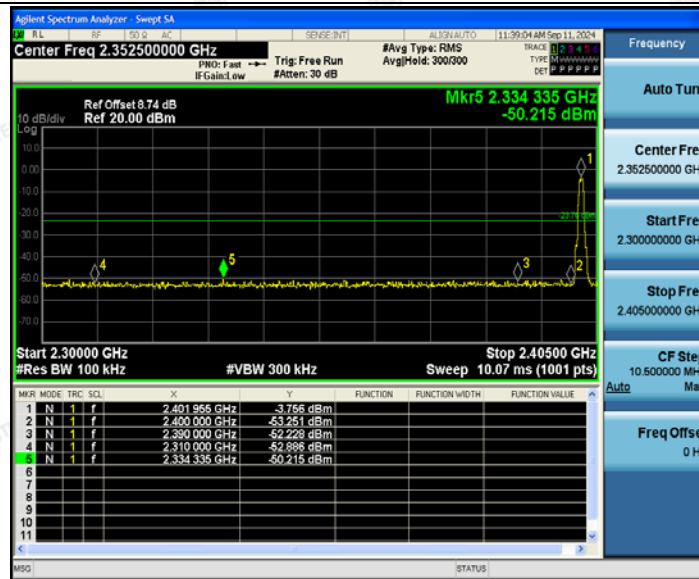 Agilent Spectrum Analyzer - Swept SA
RL RF 50 Ω AC SENSE:INT ALIGN AUTO 11:39:04 AM Sep 11, 2024
Center Freq 2.352500000 GHz #Avg Type: RMS TRACE 1 2 3 4 5 6
PNO: Fast Trig: Free Run Avg|Hold: 300/300 TYPE M
IFGain:Low #Atten: 30 dB DET P P P P P P
Ref Offset 8.74 dB Mkr5 2.334 335 GHz
10 dB/div Ref 20.00 dBm -50.215 dBm
Log
10.0
0.00
-10.0
-20.0
-30.0
-40.0
-50.0
-60.0
-70.0
1
4
5
3
2
Start 2.30000 GHz Stop 2.40500 GHz
#Res BW 100 kHz #VBW 300 kHz Sweep 10.07 ms (1001 pts)
MKR MODE TRC SCL X Y FUNCTION FUNCTION WIDTH FUNCTION VALUE
1 N 1 f 2.401 955 GHz -3.756 dBm
2 N 1 f 2.400 000 GHz -53.251 dBm
3 N 1 f 2.390 000 GHz -52.228 dBm
4 N 1 f 2.310 000 GHz -52.886 dBm
5 N 1 f 2.334 335 GHz -50.215 dBm
6
7
8
9
10
11
MSG STATUS
Frequency
Auto Tun
Center Fre
2.352500000 GH
Start Fre
2.300000000 GH
Stop Fre
2.405000000 GH
CF Ste
10.500000 MH
Auto Ma
Freq Offse
0 H